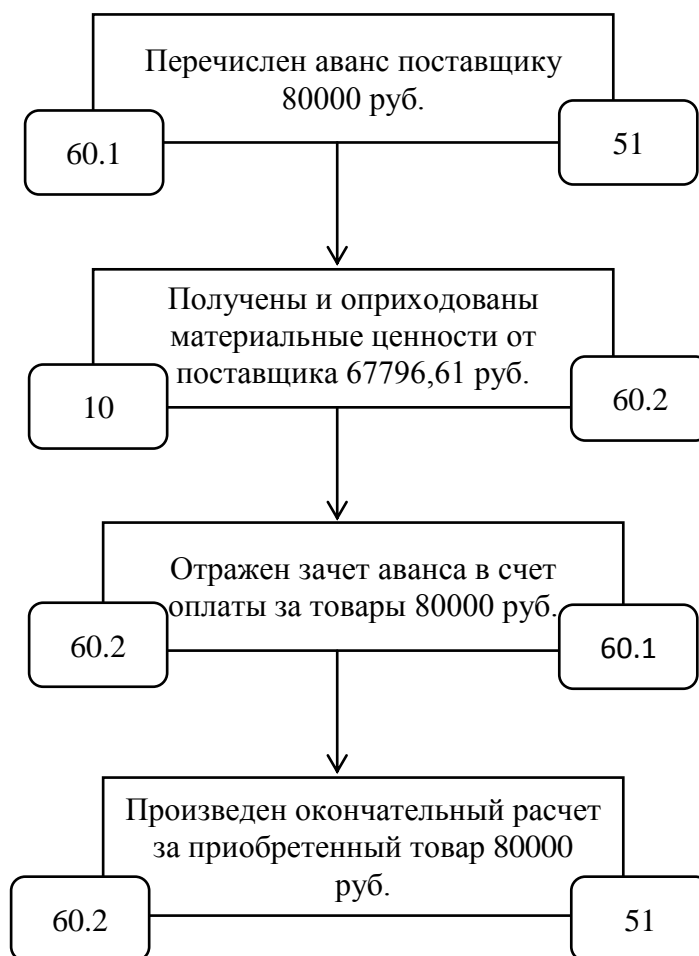 Перечислен аванс поставщику
80000 руб.
60.1
51
Получены и оприходованы
материальные ценности от
поставщика 67796,61 руб.
10
60.2
Отражен зачет аванса в счет
оплаты за товары 80000 руб.
60.2
60.1
Произведен окончательный расчет
за приобретенный товар 80000
руб.
60.2
51